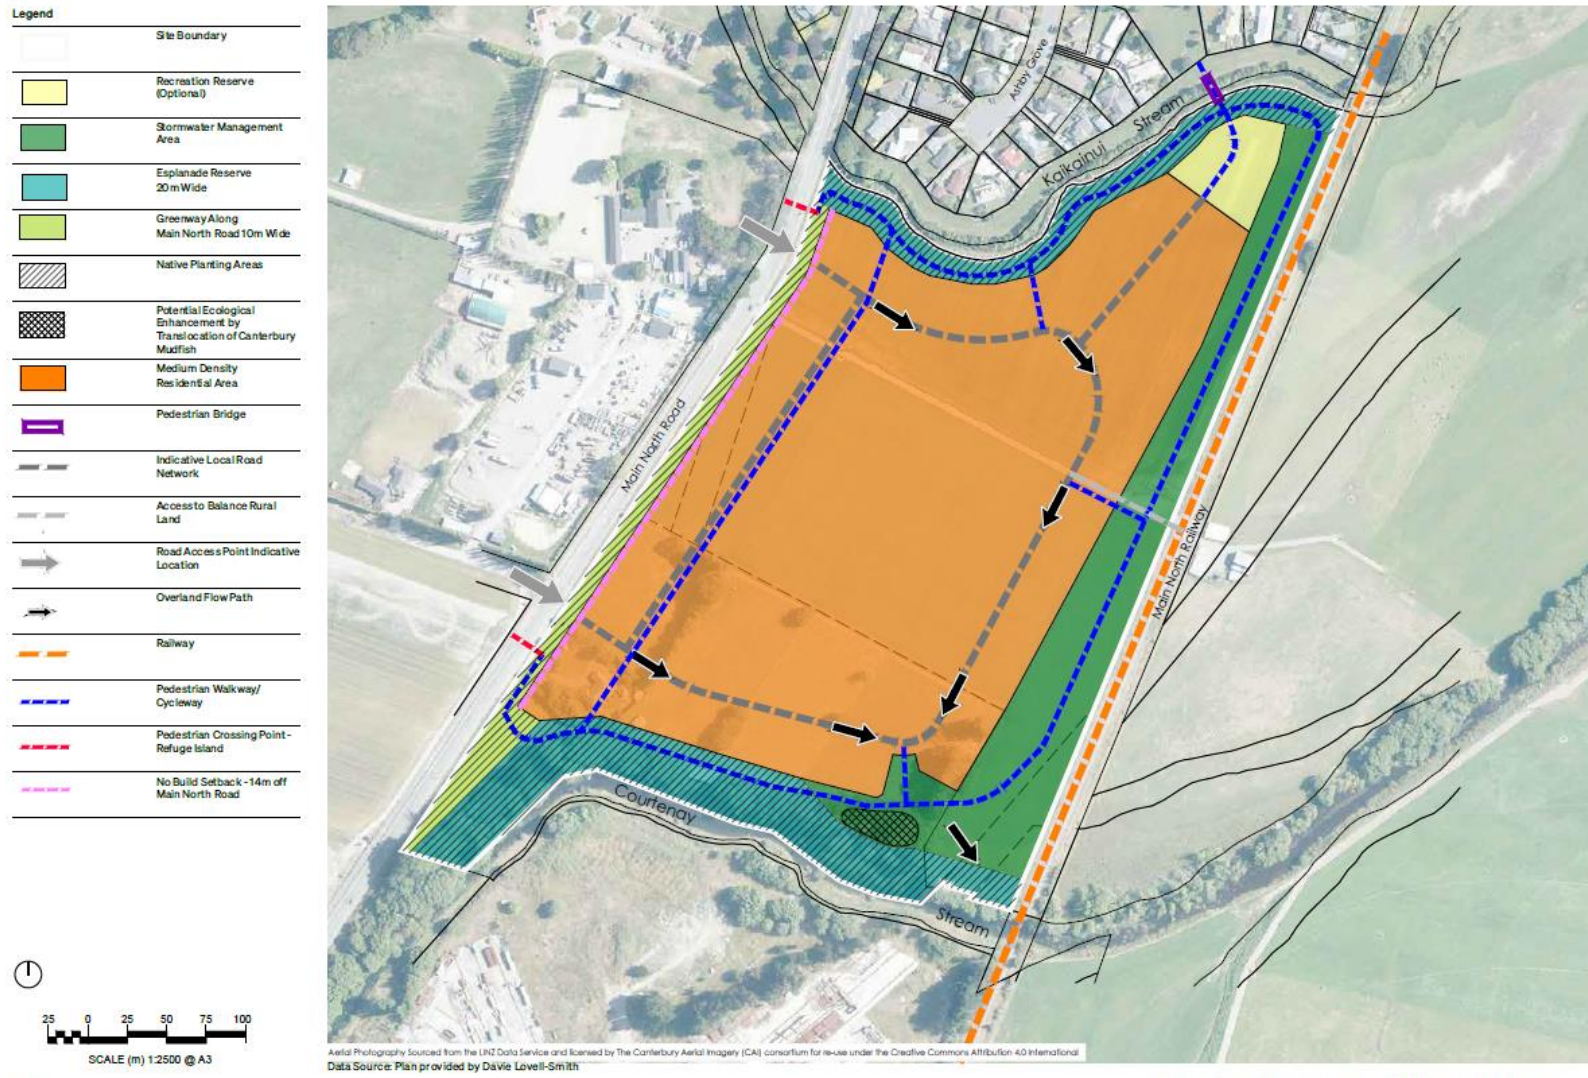 Legend
Site Boundary
Recreation Reserve
(Optional)
Stormwater Management
Area
Esplanade Reserve
20m Wide
Greenway Along
Main North Road 10m Wide
Native Planting Areas
Potential Ecological
Enhancement by
Translocation of Canterbury
Mudfish
Medium Density
Residential Area
Pedestrian Bridge
Indicative Local Road
Network
Access to Balance Rural
Land
Road Access Point Indicative
Location
Overland Flow Path
Railway
Pedestrian Walkway/
Cycleway
Pedestrian Crossing Point -
Refuge Island
No Build Setback - 14m off
Main North Road
25 0 25 50 75 100
SCALE (m) 1:2500 @ A3
Ashby Grove
Kaikainui Stream
Main North Road
Main North Railway
Courtenay
Stream
Aerial Photography Sourced from the LINZ Data Service and licensed by The Canterbury Aerial Imagery (CAI) consortium for re-use under the Creative Commons Attribution 4.0 International
Data Source: Plan provided by Davie Lovell-Smith